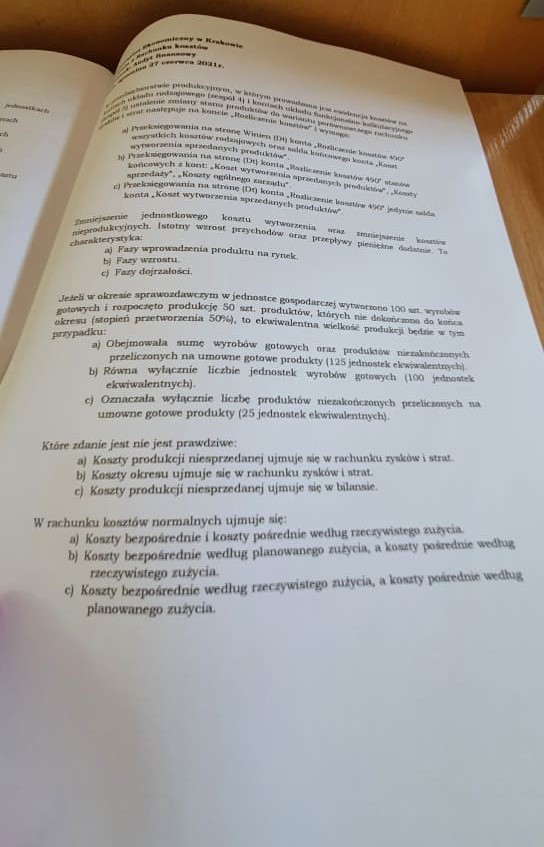 jednostkach
Ekonomiczny w Krakowie
Rachunku kosztów
Audyt finansowy
27 czerwca 2021r.
produkcyjnym, w którym prowadzona jest ewidencja kosztów na
układu rodzajowego (zespół 4) i kontach układu funkcjonalno-kalkulacyjnego
ustalenie zmiany stanu produktów do wariantu porównawczego rachunku
i strat następuje na koncie „Rozliczenie kosztów" i wymaga:
a) Przeksięgowania na stronę Winien (Dt) konta „Rozliczenie kosztów 490"
wszystkich kosztów rodzajowych oraz salda końcowego konta „Koszt
wytworzenia sprzedanych produktów".
b) Przeksięgowania na stronę (Dt) konta „Rozliczenie kosztów 490" stanów
końcowych z kont: „Koszt wytworzenia sprzedanych produktów", „Koszty
sprzedaży", „Koszty ogólnego zarządu".
c) Przeksięgowania na stronę (Dt) konta „Rozliczenie kosztów 490" jedynie salda
konta „Koszt wytworzenia sprzedanych produktów"
Zmniejszenie jednostkowego kosztu wytworzenia oraz zmniejszenie kosztów
nieprodukcyjnych. Istotny wzrost przychodów oraz przepływy pieniężne dodatnie. To
charakterystyka:
a) Fazy wprowadzenia produktu na rynek.
b) Fazy wzrostu.
c) Fazy dojrzałości.
Jeżeli w okresie sprawozdawczym w jednostce gospodarczej wytworzono 100 szt. wyrobów
gotowych i rozpoczęto produkcję 50 szt. produktów, których nie dokończono do końca
okresu (stopień przetworzenia 50%), to ekwiwalentna wielkość produkcji będzie w tym
przypadku:
a) Obejmowała sumę wyrobów gotowych oraz produktów niezakończonych
przeliczonych na umowne gotowe produkty (125 jednostek ekwiwalentnych).
b) Równa wyłącznie liczbie jednostek wyrobów gotowych (100 jednostek
ekwiwalentnych).
c) Oznaczała wyłącznie liczbę produktów niezakończonych przeliczonych na
umowne gotowe produkty (25 jednostek ekwiwalentnych).
Które zdanie jest nie jest prawdziwe:
a) Koszty produkcji niesprzedanej ujmuje się w rachunku zysków i strat.
b) Koszty okresu ujmuje się w rachunku zysków i strat.
c) Koszty produkcji niesprzedanej ujmuje się w bilansie.
W rachunku kosztów normalnych ujmuje się:
a) Koszty bezpośrednie i koszty pośrednie według rzeczywistego zużycia.
b) Koszty bezpośrednie według planowanego zużycia, a koszty pośrednie według
rzeczywistego zużycia.
c) Koszty bezpośrednie według rzeczywistego zużycia, a koszty pośrednie według
planowanego zużycia.